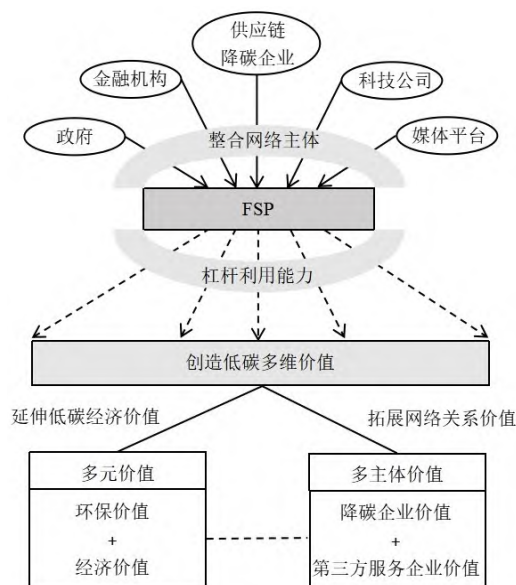 供应链
降碳企业
金融机构
科技公司
政府
整合网络主体
媒体平台
FSP
杠杆利用能力
创造低碳多维价值
延伸低碳经济价值
拓展网络关系价值
多元价值
多主体价值
环保价值
+
经济价值
降碳企业价值
+
第三方服务企业价值